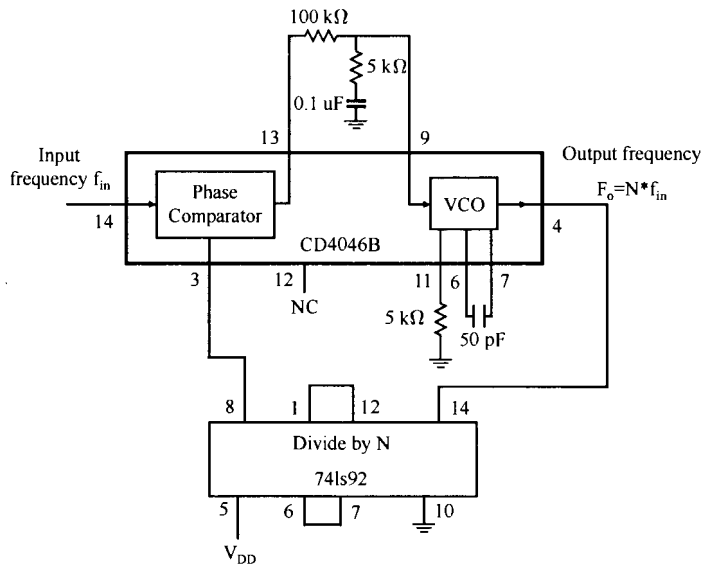 100 kΩ
5 kΩ
0.1 uF
13
9
Input
frequency f_in
14
Phase
Comparator
VCO
CD4046B
Output frequency
F_o=N*f_in
4
3
12
NC
11
6
7
5 kΩ
50 pF
8
1
12
14
Divide by N
74ls92
5
6
7
10
V_DD